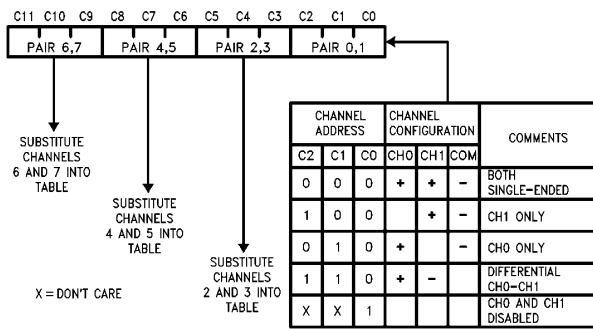 C11 C10 C9 C8 C7 C6 C5 C4 C3 C2 C1 C0
PAIR 6,7 PAIR 4,5 PAIR 2,3 PAIR 0,1
SUBSTITUTE
CHANNELS
6 AND 7 INTO
TABLE
SUBSTITUTE
CHANNELS
4 AND 5 INTO
TABLE
SUBSTITUTE
CHANNELS
2 AND 3 INTO
TABLE
X = DON'T CARE
CHANNEL
ADDRESS
CHANNEL
CONFIGURATION
COMMENTS
C2 C1 C0 CH0 CH1 COM
0 0 0 + + − BOTH
SINGLE-ENDED
1 0 0 + − CH1 ONLY
0 1 0 + − CH0 ONLY
1 1 0 + − DIFFERENTIAL
CH0-CH1
X X 1 CH0 AND CH1
DISABLED